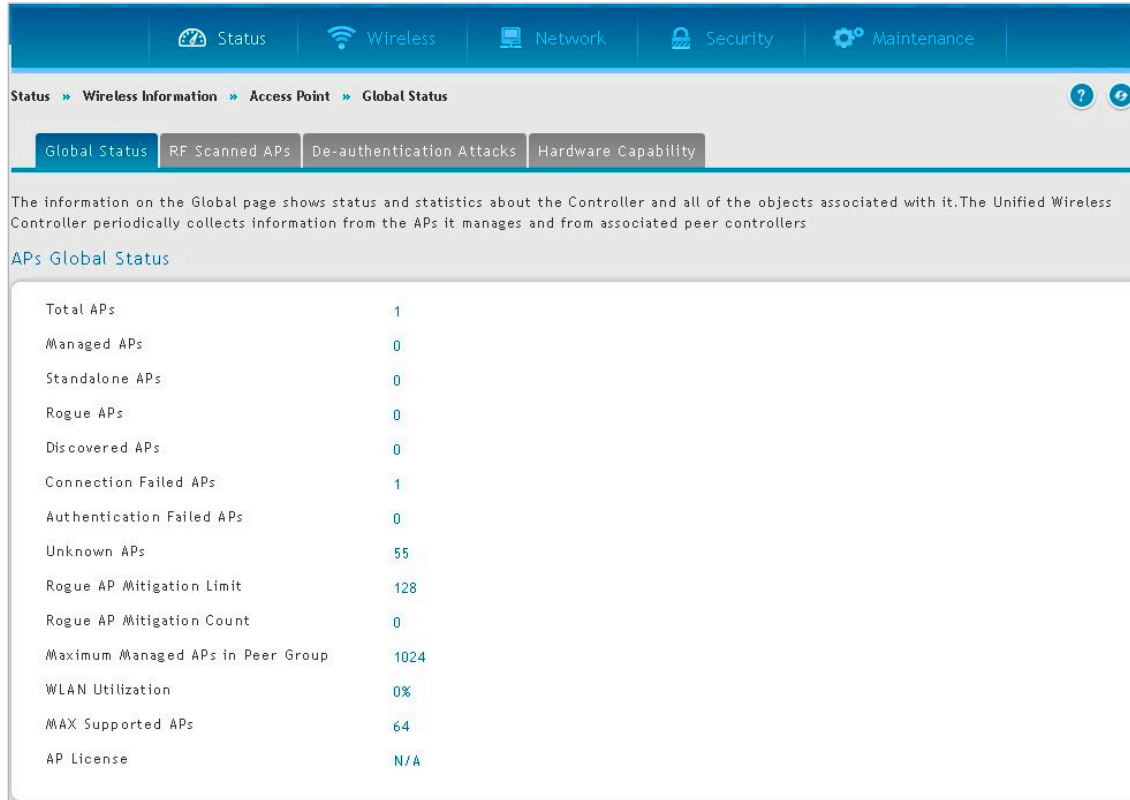 Status Wireless Network Security Maintenance
Status » Wireless Information » Access Point » Global Status
Global Status RF Scanned APs De-authentication Attacks Hardware Capability
The information on the Global page shows status and statistics about the Controller and all of the objects associated with it.The Unified Wireless
Controller periodically collects information from the APs it manages and from associated peer controllers
APs Global Status
Total APs 1
Managed APs 0
Standalone APs 0
Rogue APs 0
Discovered APs 0
Connection Failed APs 1
Authentication Failed APs 0
Unknown APs 55
Rogue AP Mitigation Limit 128
Rogue AP Mitigation Count 0
Maximum Managed APs in Peer Group 1024
WLAN Utilization 0%
MAX Supported APs 64
AP License N/A